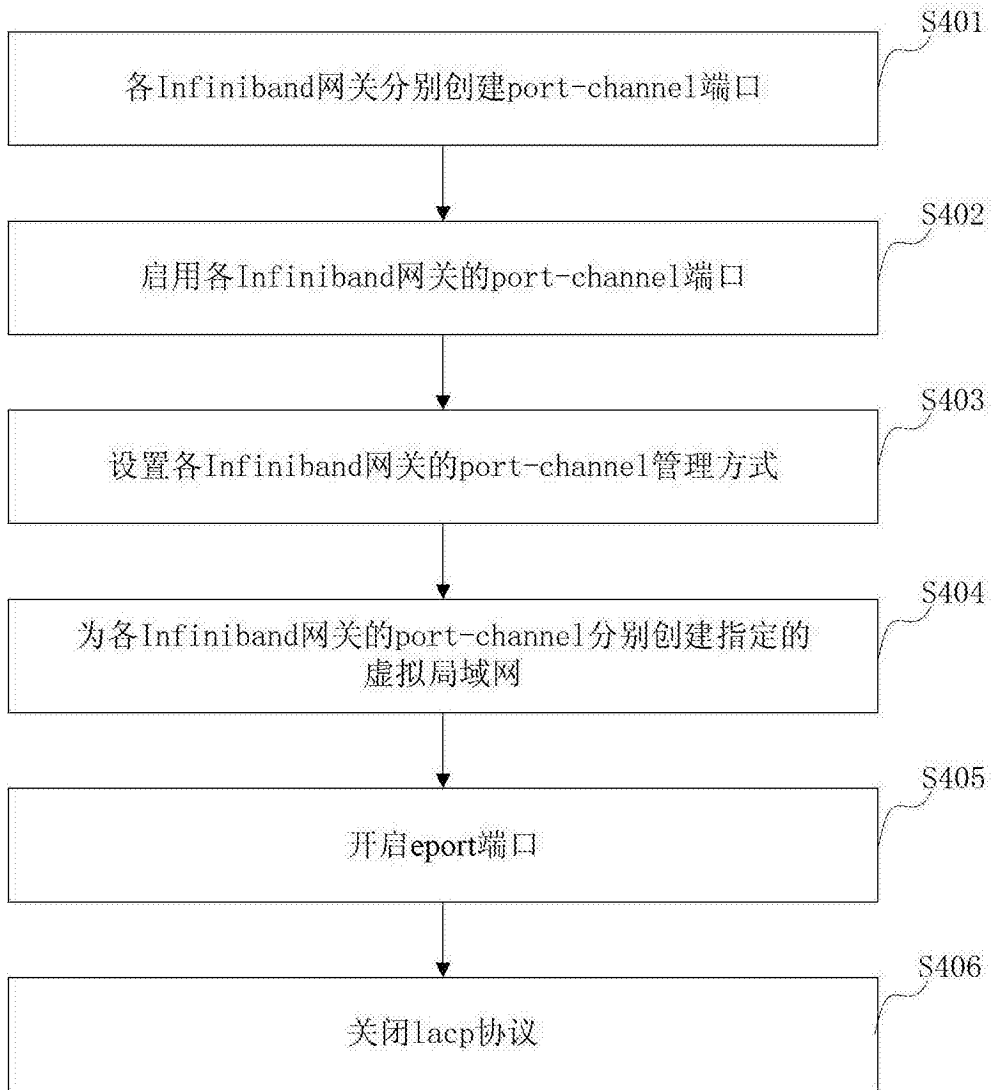 S401
各Infiniband网关分别创建port-channel端口
S402
启用各Infiniband网关的port-channel端口
S403
设置各Infiniband网关的port-channel管理方式
S404
为各Infiniband网关的port-channel分别创建指定的
虚拟局域网
S405
开启eport端口
S406
关闭lacp协议